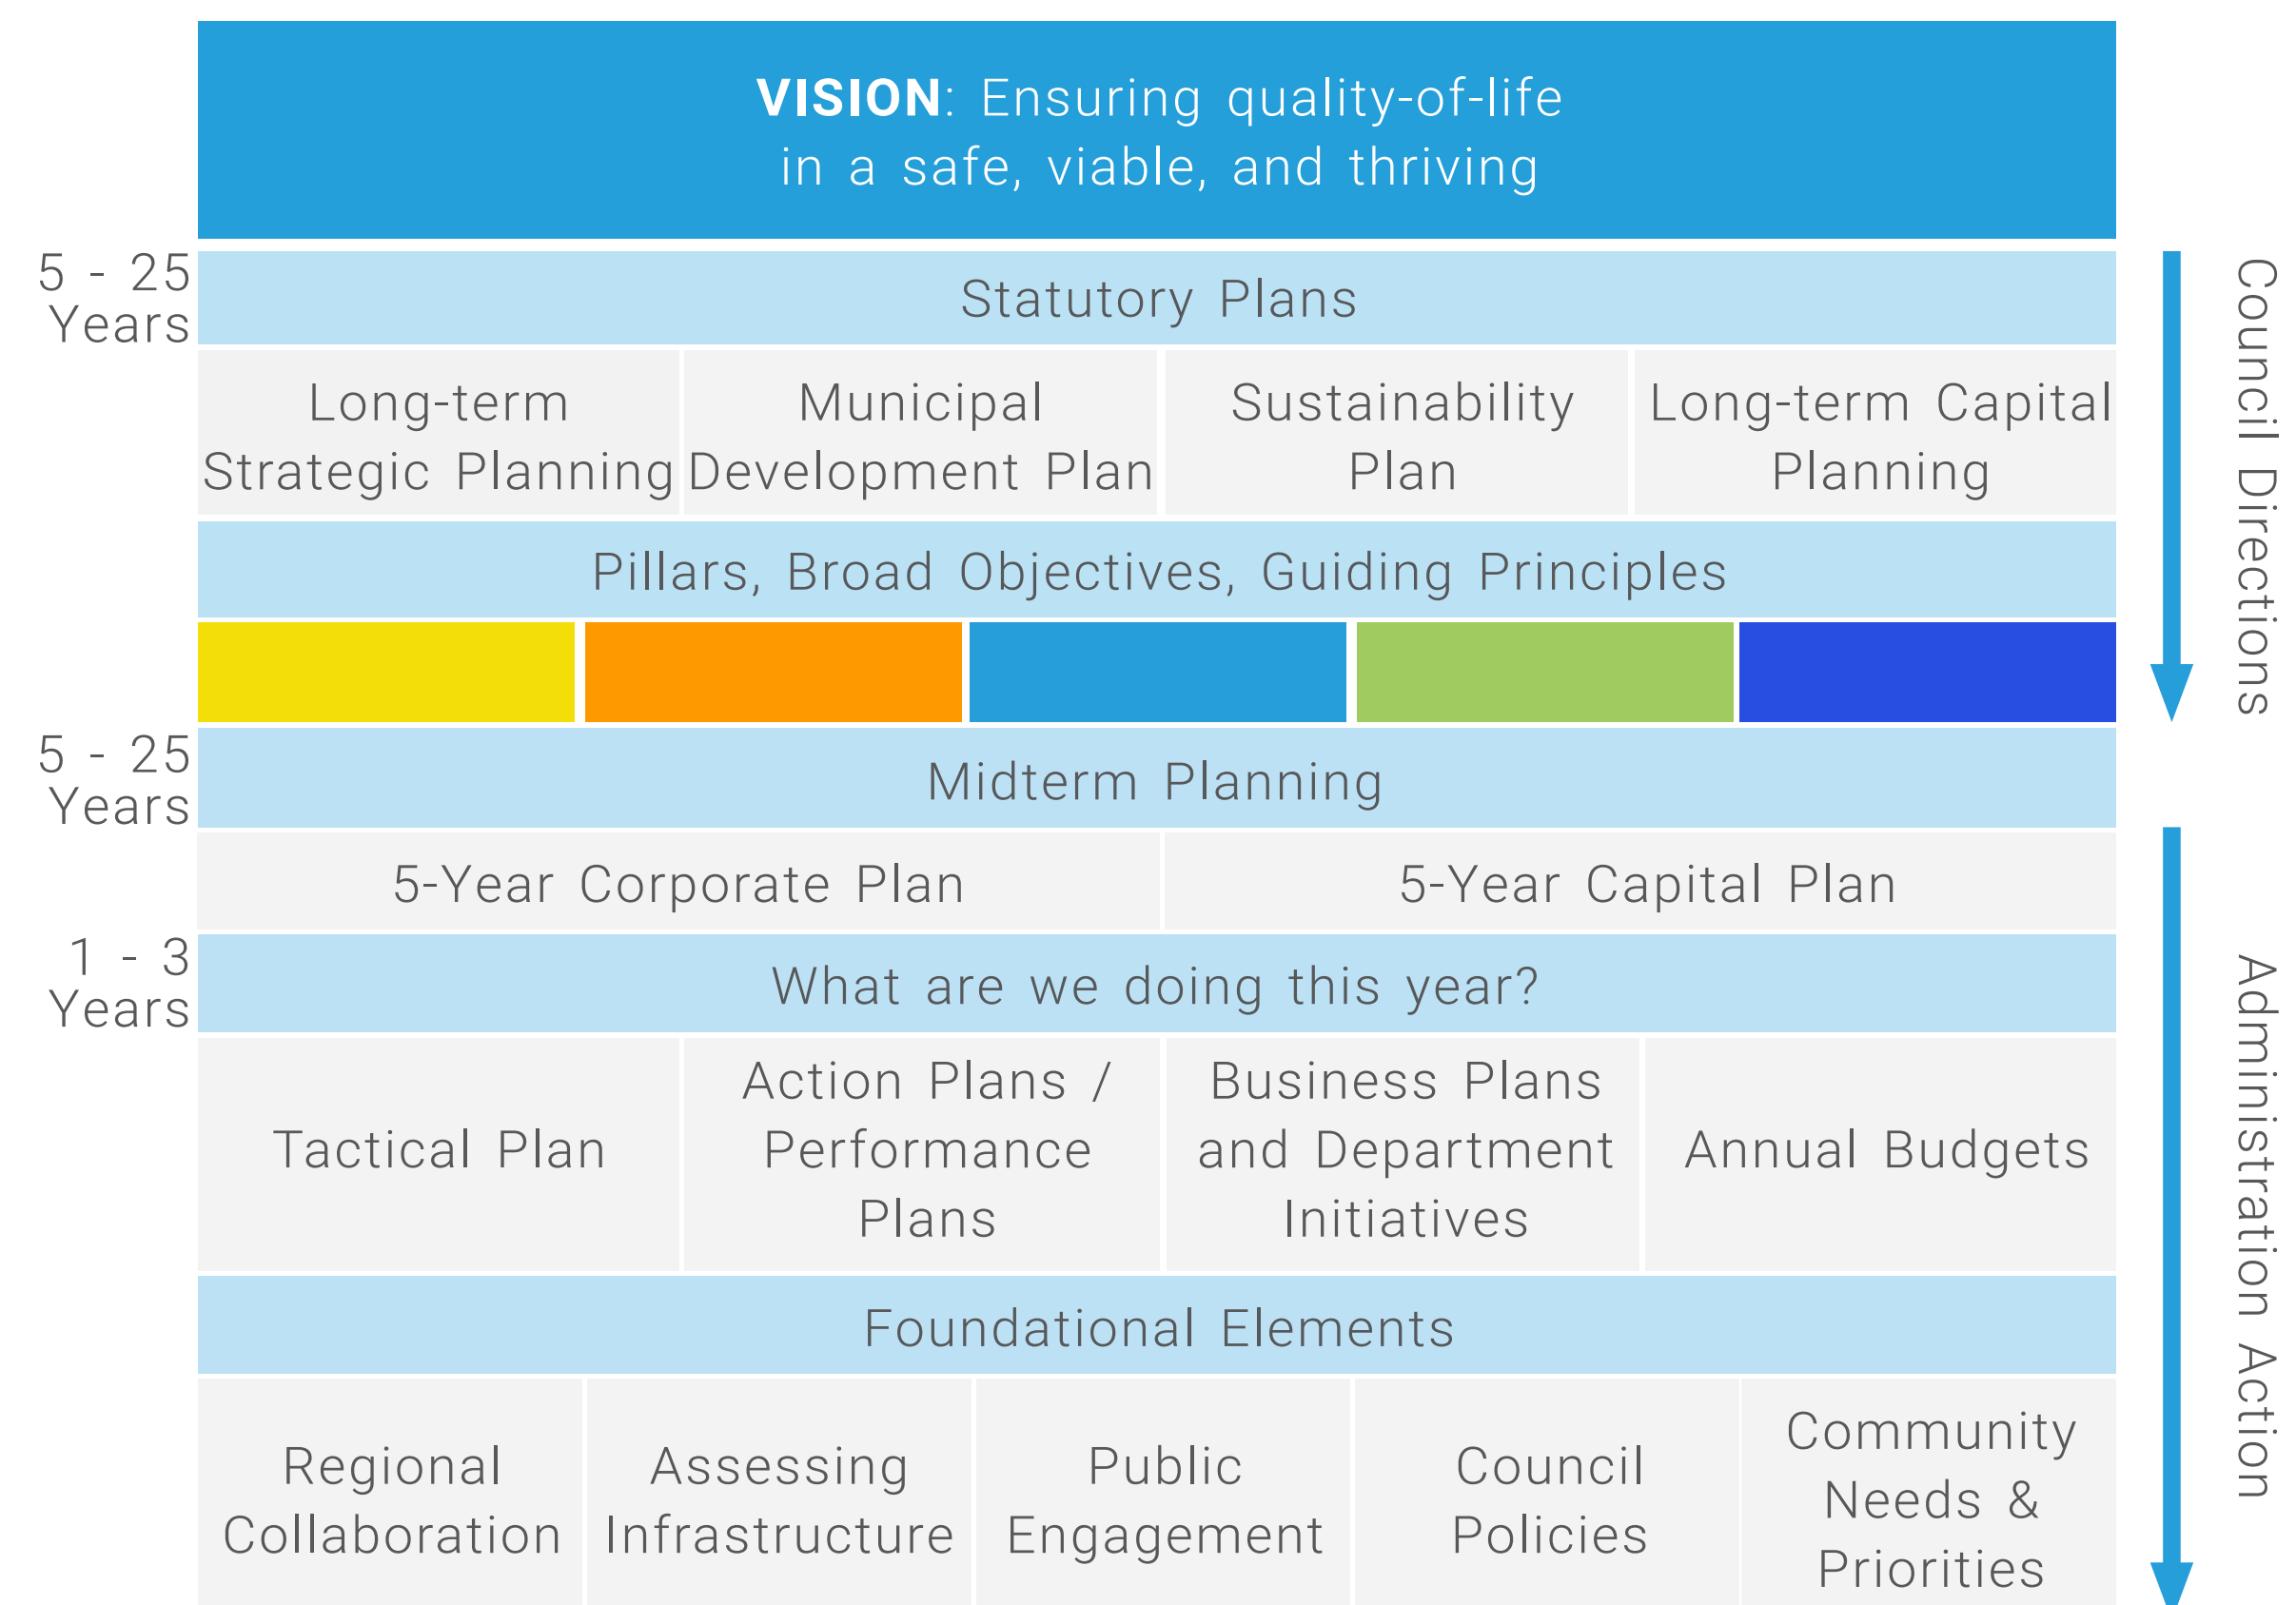 VISION: Ensuring quality-of-life
in a safe, viable, and thriving
5 - 25
Years
Statutory Plans
Long-term
Strategic Planning
Municipal
Development Plan
Sustainability
Plan
Long-term Capital
Planning
Pillars, Broad Objectives, Guiding Principles
Council Directions
5 - 25
Years
Midterm Planning
5-Year Corporate Plan
5-Year Capital Plan
1 - 3
Years
What are we doing this year?
Tactical Plan
Action Plans /
Performance
Plans
Business Plans
and Department
Initiatives
Annual Budgets
Foundational Elements
Regional
Collaboration
Assessing
Infrastructure
Public
Engagement
Council
Policies
Community
Needs &
Priorities
Administration Action